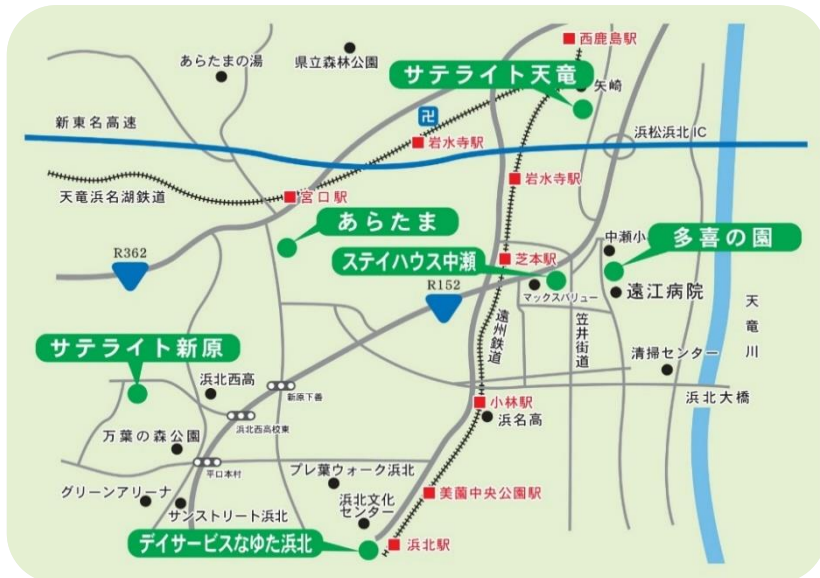 西鹿島駅
あらたまの湯
県立森林公園
サテライト天竜
矢崎
新東名高速
卍
岩水寺駅
浜松浜北IC
岩水寺駅
天竜浜名湖鉄道
宮口駅
あらたま
中瀬小
多喜の園
R362
ステイハウス中瀬
芝本駅
R152
マックスバリュー
遠江病院
天竜川
遠州鉄道
笠井街道
サテライト新原
清掃センター
浜北西高
新原下善
浜北大橋
小林駅
浜北西高校東
浜名高
万葉の森公園
平口本村
プレ葉ウォーク浜北
グリーンアリーナ
美薗中央公園駅
浜北文化
センター
サンストリート浜北
デイサービスなゆた浜北
浜北駅